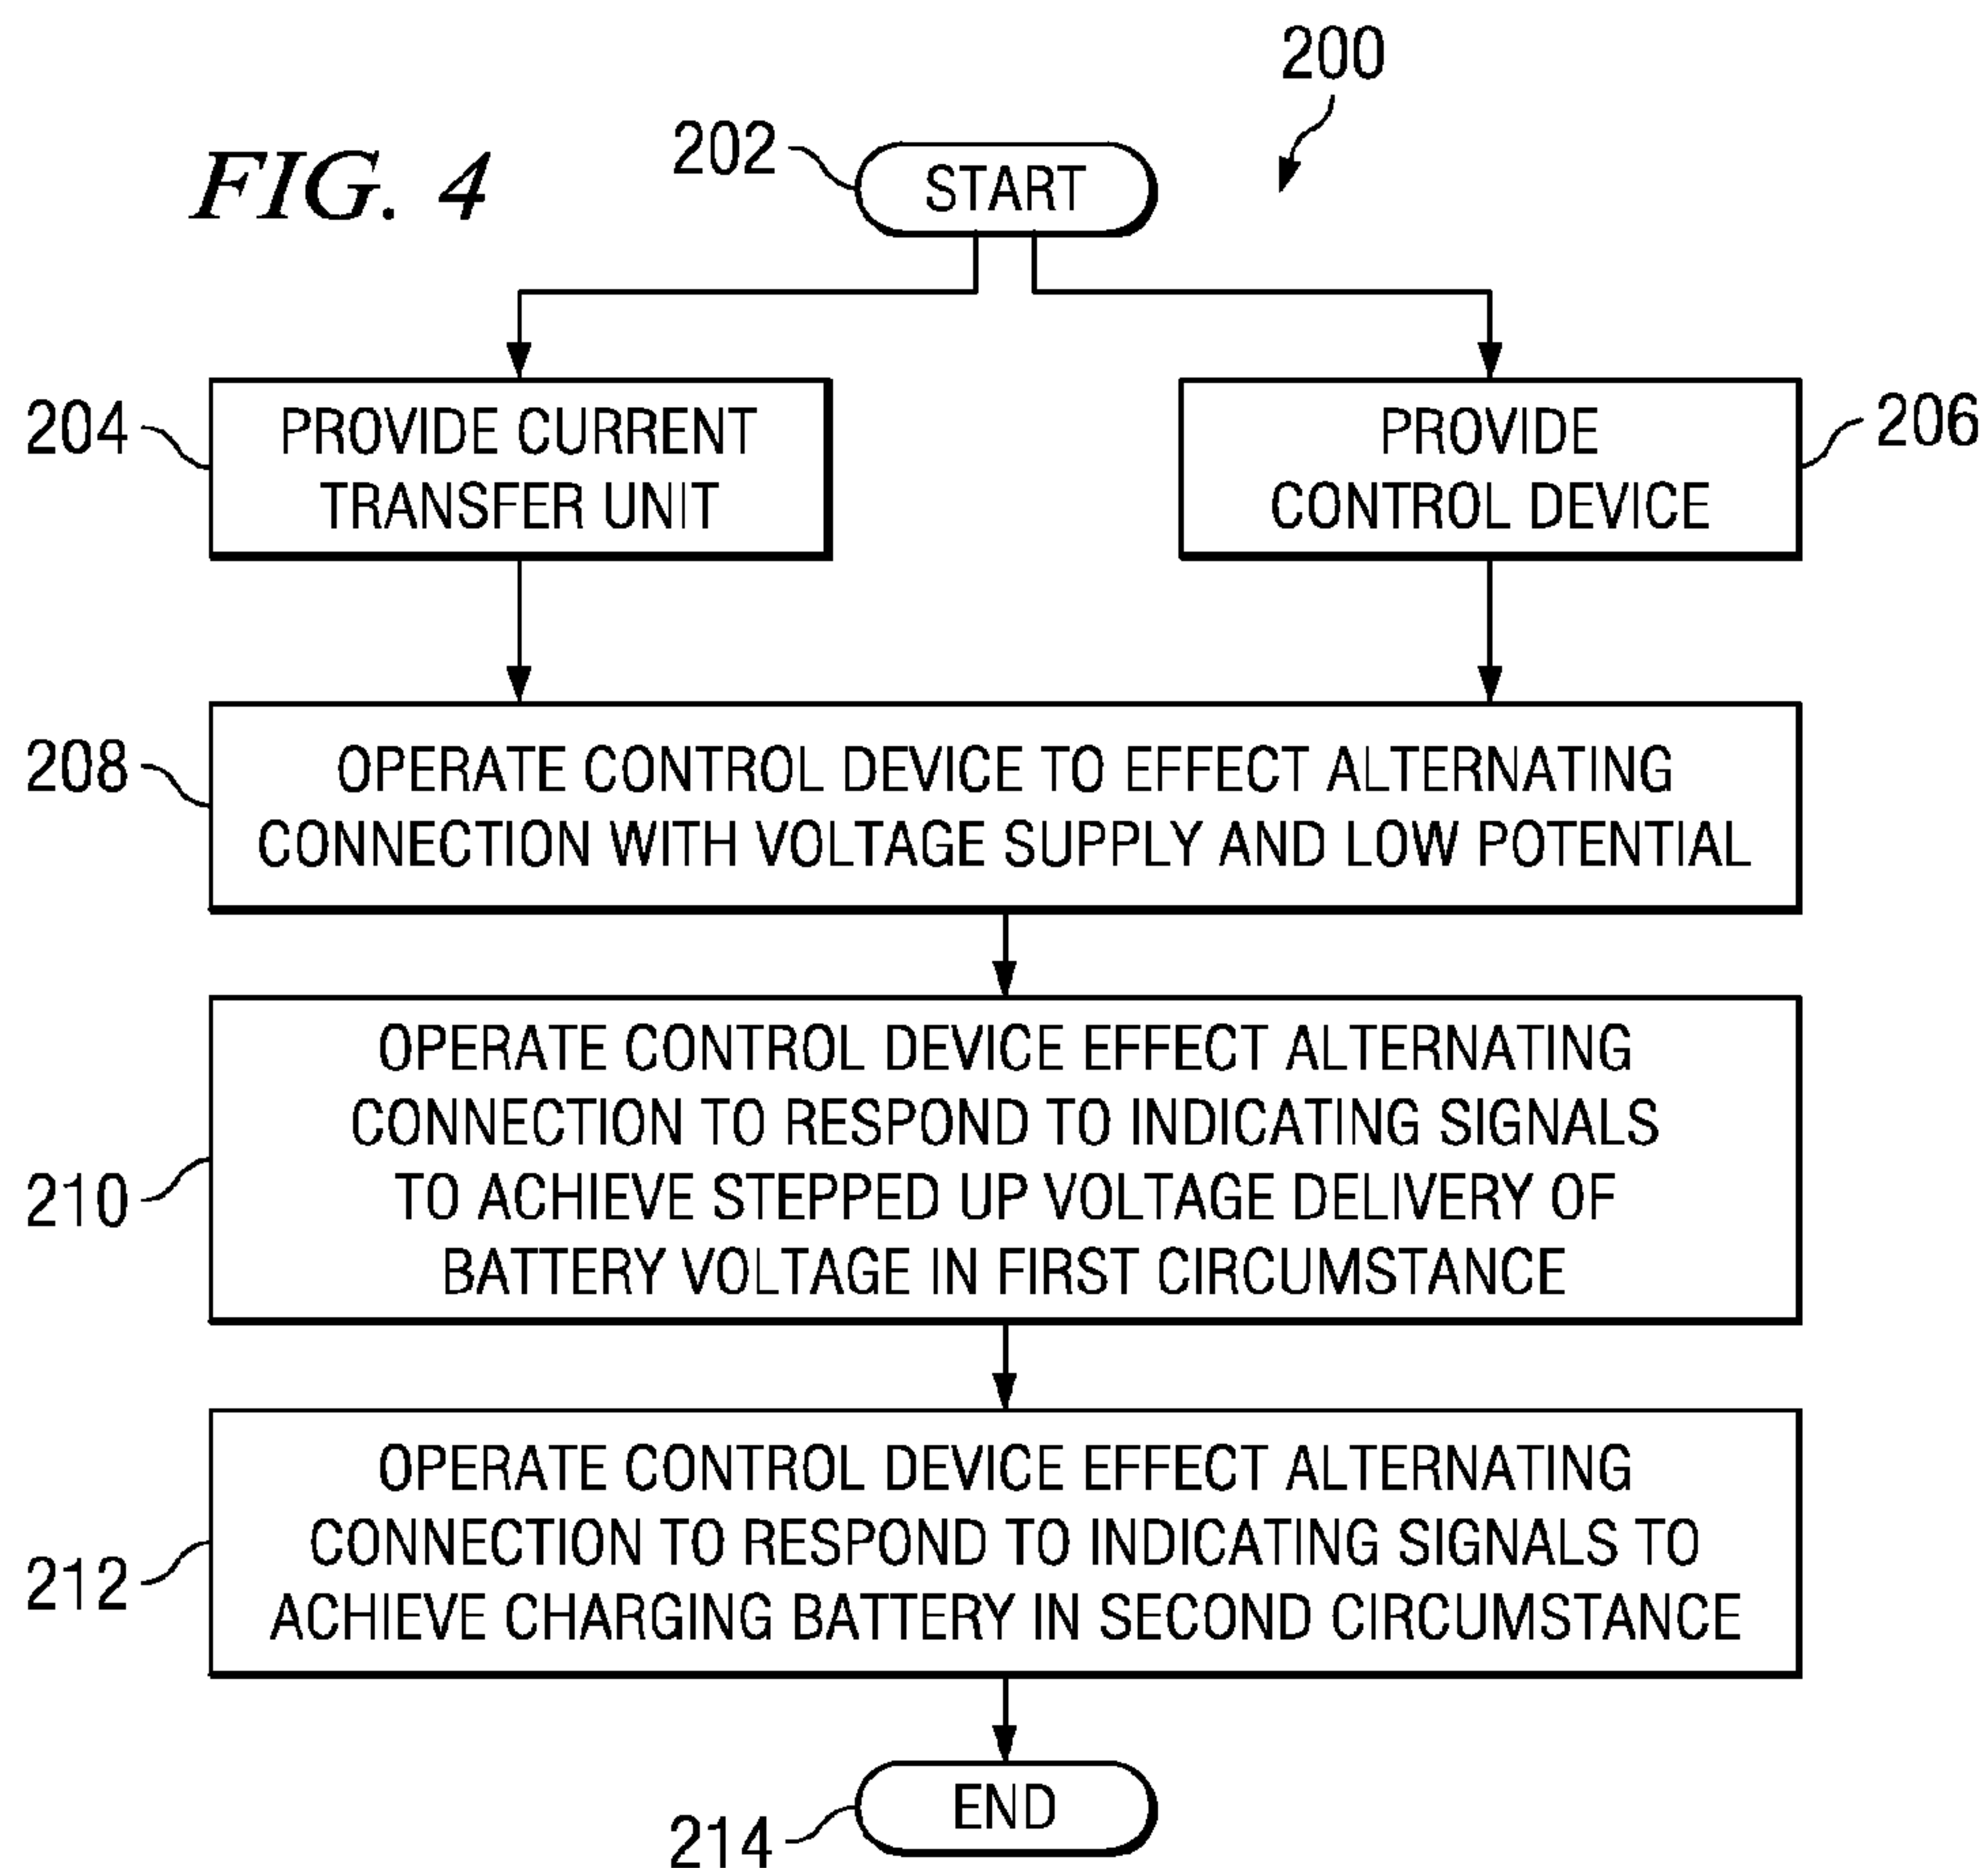 200
FIG. 4
202
START
204
PROVIDE CURRENT
TRANSFER UNIT
PROVIDE
CONTROL DEVICE
206
208
OPERATE CONTROL DEVICE TO EFFECT ALTERNATING
CONNECTION WITH VOLTAGE SUPPLY AND LOW POTENTIAL
210
OPERATE CONTROL DEVICE EFFECT ALTERNATING
CONNECTION TO RESPOND TO INDICATING SIGNALS
TO ACHIEVE STEPPED UP VOLTAGE DELIVERY OF
BATTERY VOLTAGE IN FIRST CIRCUMSTANCE
212
OPERATE CONTROL DEVICE EFFECT ALTERNATING
CONNECTION TO RESPOND TO INDICATING SIGNALS TO
ACHIEVE CHARGING BATTERY IN SECOND CIRCUMSTANCE
END
214